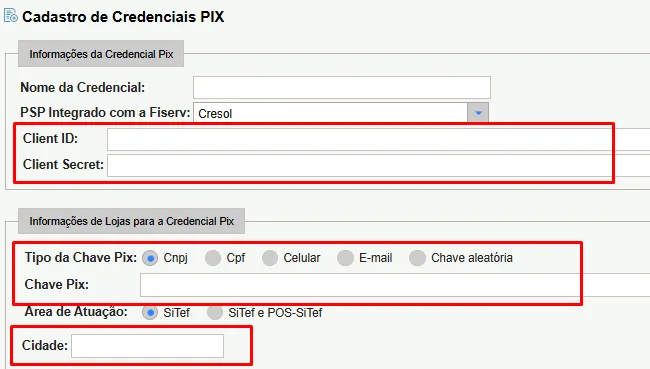 Cadastro de Credenciais PIX
Informações da Credencial Pix
Nome da Credencial:
PSP Integrado com a Fiserv: Cresol
Client ID:
Client Secret:
Informações de Lojas para a Credencial Pix
Tipo da Chave Pix: Cnpj Cpf Celular E-mail Chave aleatória
Chave Pix:
Área de Atuação: SiTef SiTef e POS-SiTef
Cidade: